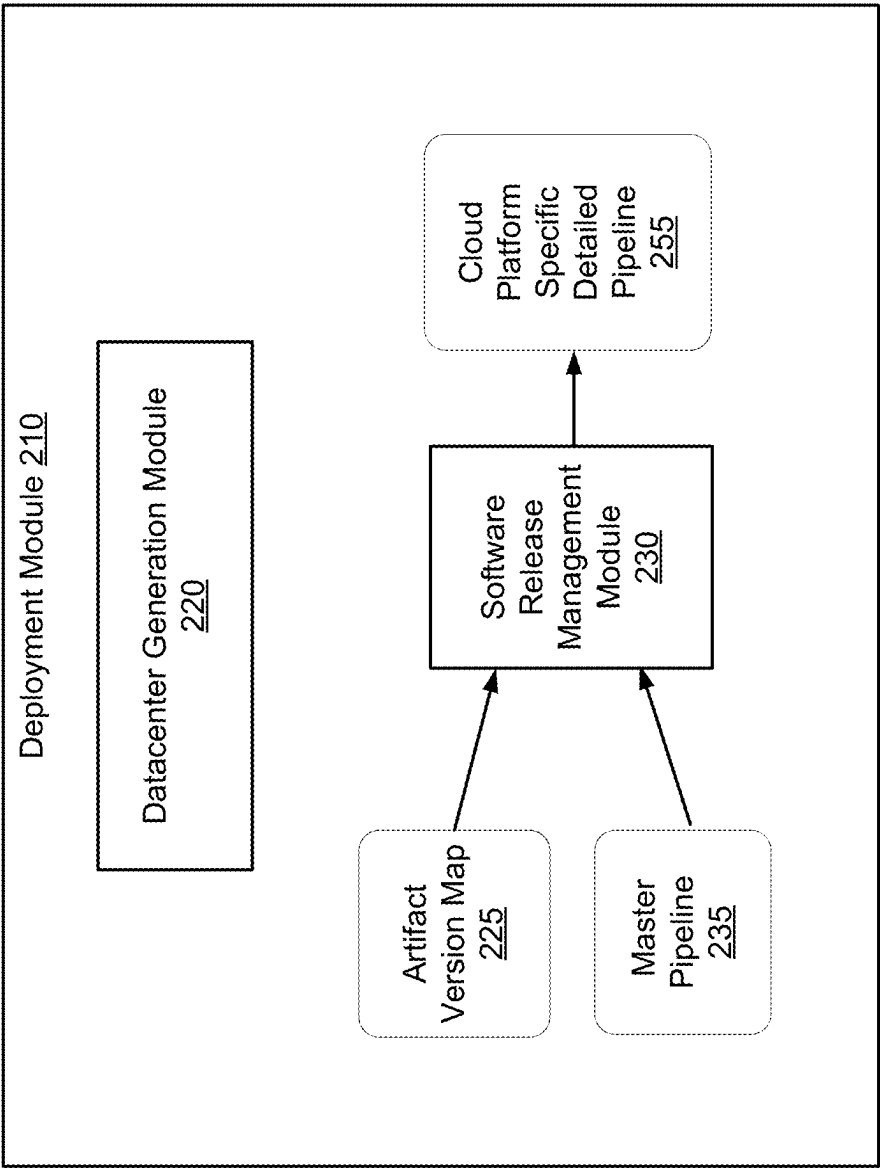 Deployment Module 210
Datacenter Generation Module
220
Artifact
Version Map
225
Master
Pipeline
235
Software
Release
Management
Module
230
Cloud
Platform
Specific
Detailed
Pipeline
255